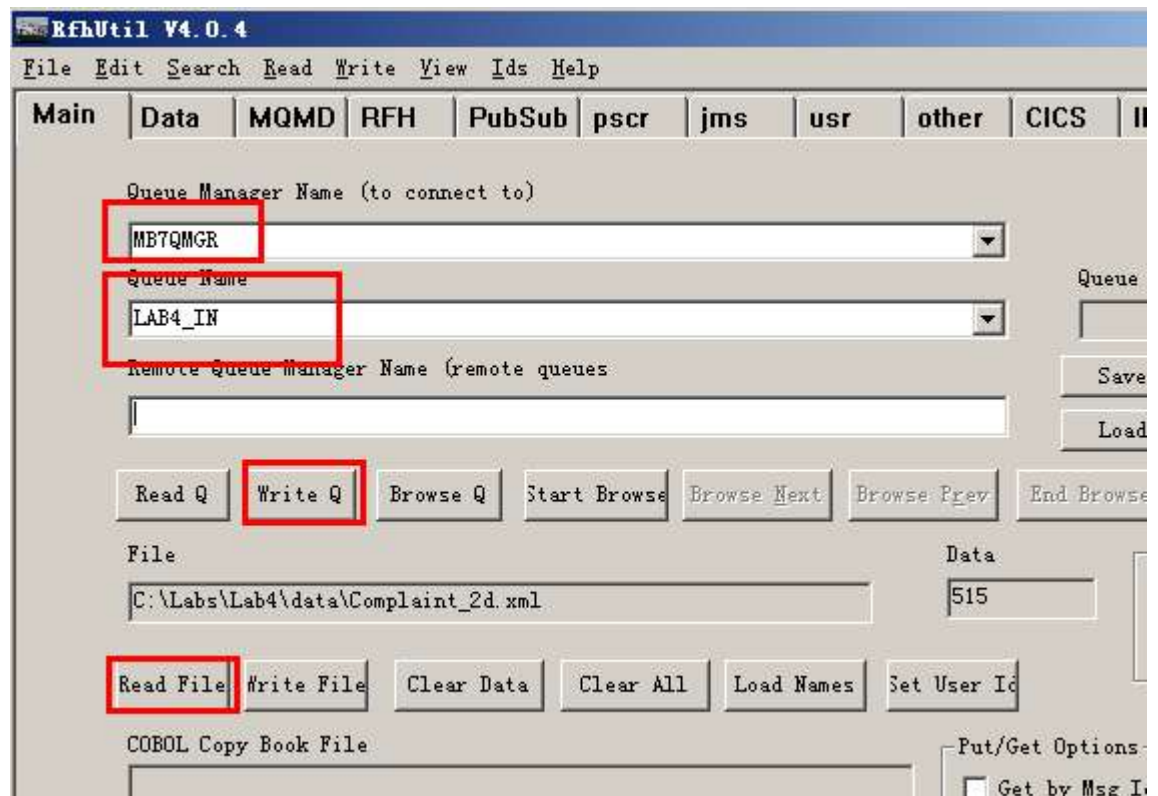 RfhUtil V4.0.4
File Edit Search Read Write View Ids Help
Main Data MQMD RFH PubSub pscr jms usr other CICS
Queue Manager Name (to connect to)
MB7QMGR
Queue Name Queue
LAB4_IN
Remote Queue Manager Name (remote queues
Save
Load
Read Q Write Q Browse Q Start Browse Browse Next Browse Prev End Browse
File Data
C:\Labs\Lab4\data\Complaint_2d.xml 515
Read File Write File Clear Data Clear All Load Names Set User Id
COBOL Copy Book File Put/Get Options
Get by Msg